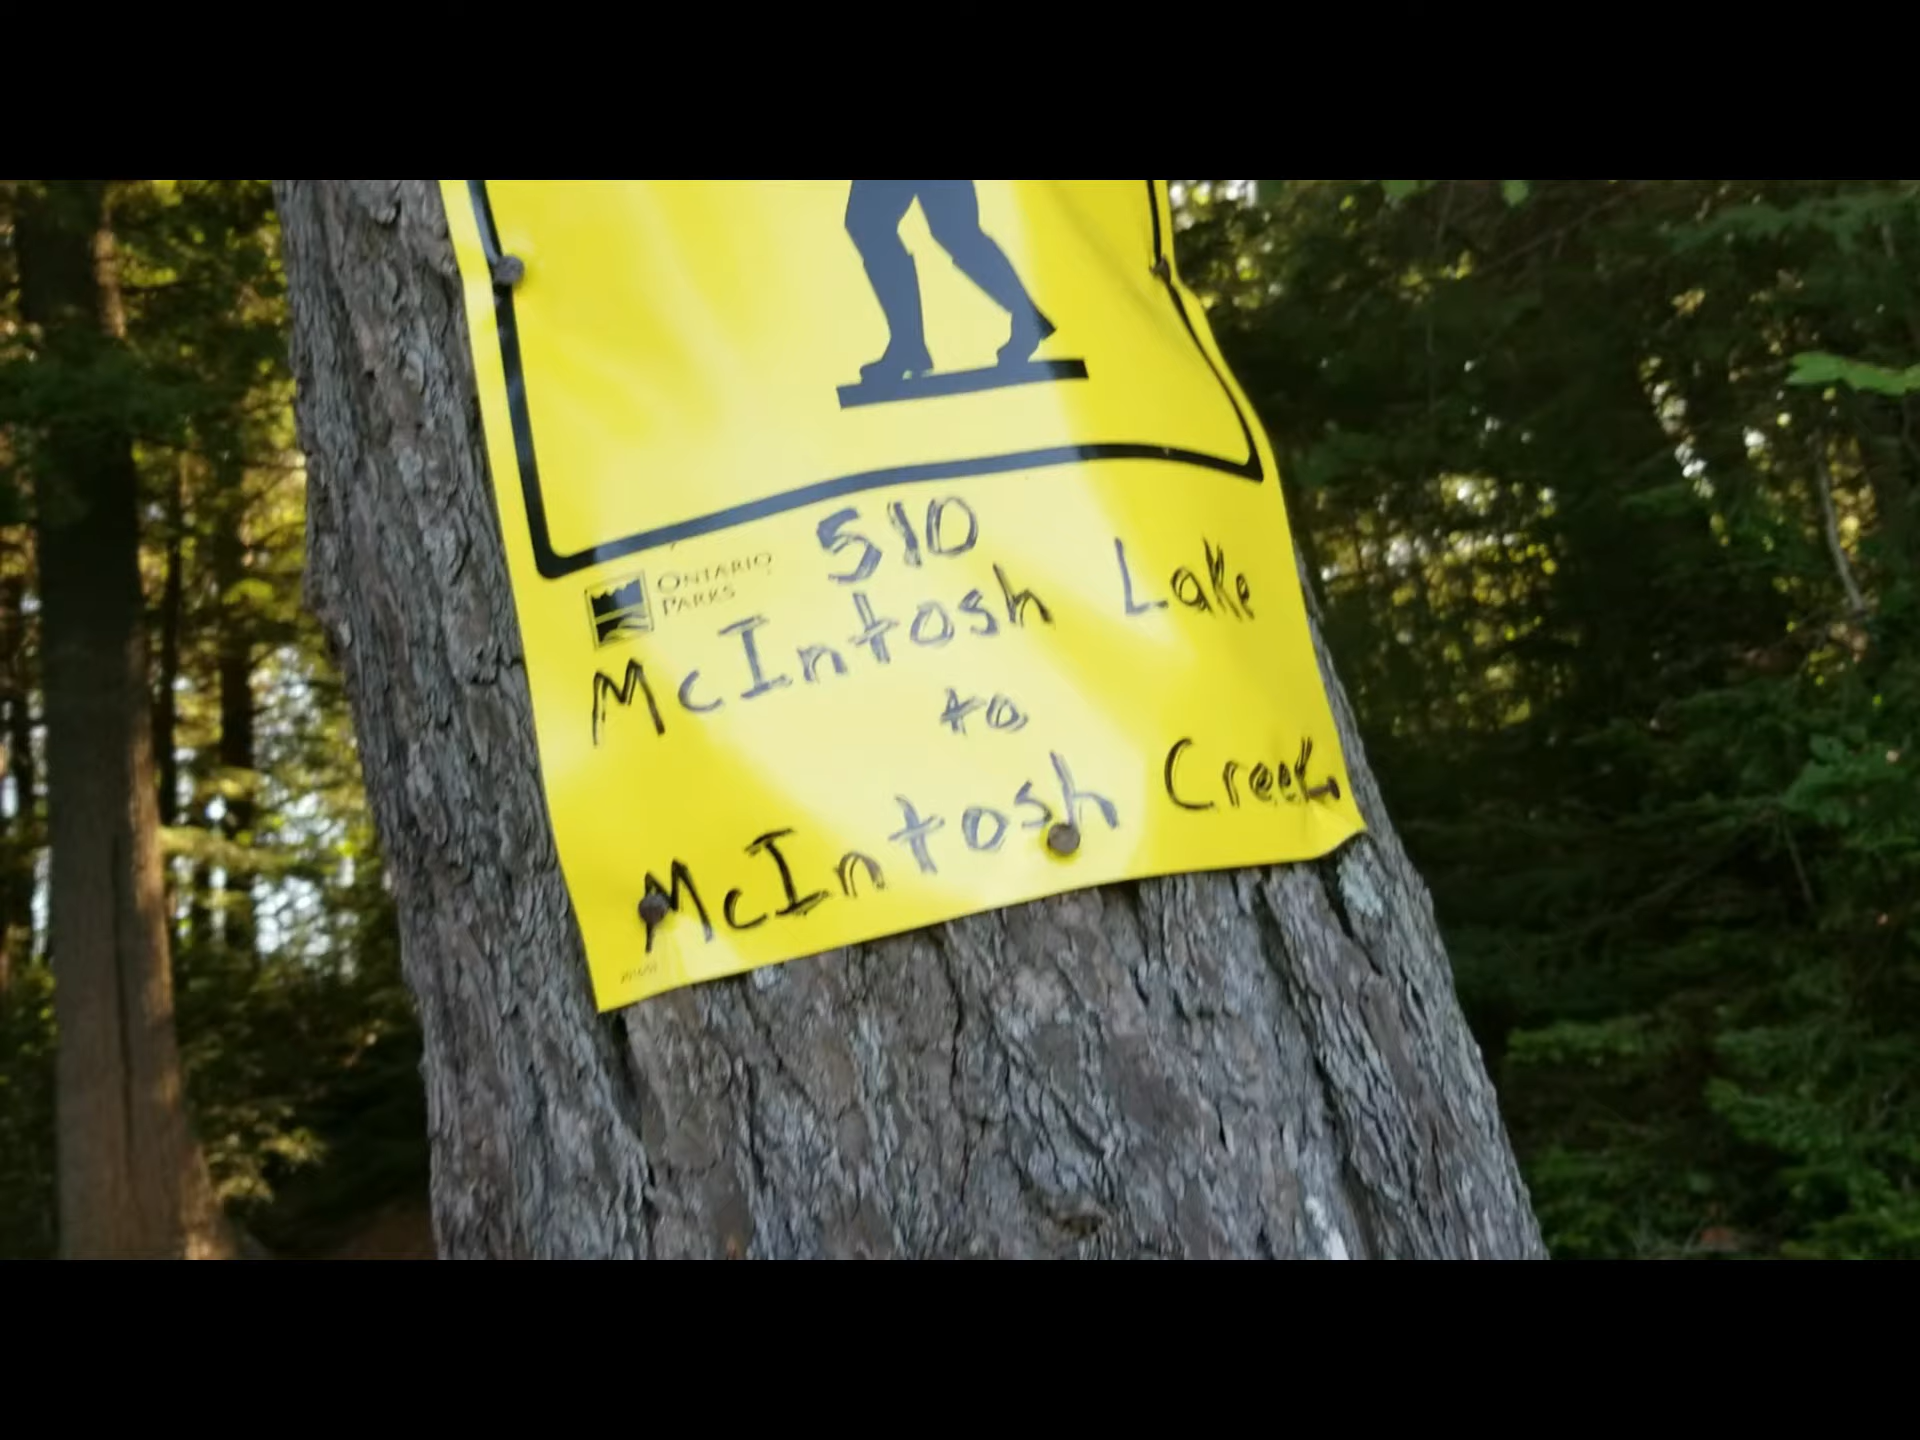 510
ONTARIO
PARKS
McIntosh Lake
to
McIntosh Creek